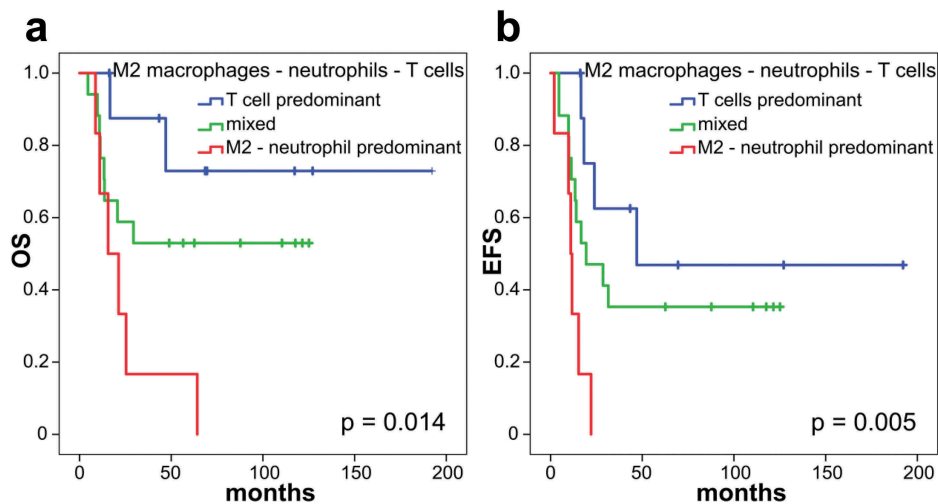 a
M2 macrophages - neutrophils - T cells
T cell predominant
mixed
M2 - neutrophil predominant
OS
1.0
0.8
0.6
0.4
0.2
0
p = 0.014
0 50 100 150 200
months
b
M2 macrophages - neutrophils - T cells
T cells predominant
mixed
M2 - neutrophil predominant
EFS
1.0
0.8
0.6
0.4
0.2
0
p = 0.005
0 50 100 150 200
months